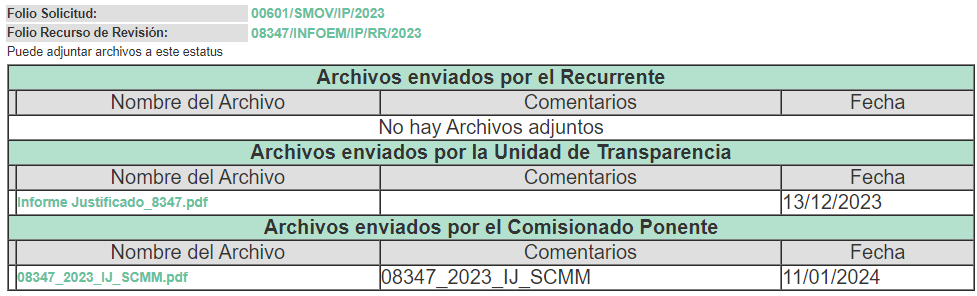 Folio Solicitud: 00601/SMOV/IP/2023
Folio Recurso de Revisión: 08347/INFOEM/IP/RR/2023
Puede adjuntar archivos a este estatus
Archivos enviados por el Recurrente
Nombre del Archivo Comentarios Fecha
No hay Archivos adjuntos
Archivos enviados por la Unidad de Transparencia
Nombre del Archivo Comentarios Fecha
Informe Justificado_8347.pdf 13/12/2023
Archivos enviados por el Comisionado Ponente
Nombre del Archivo Comentarios Fecha
08347_2023_IJ_SCMM.pdf 08347_2023_IJ_SCMM 11/01/2024